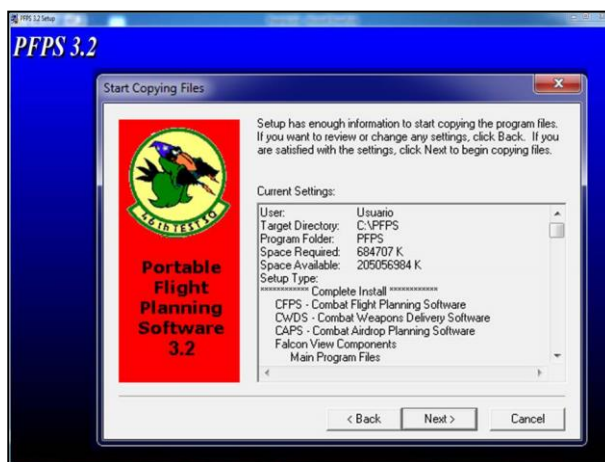 PFPS 3.2 Setup
PFPS 3.2
Start Copying Files
Setup has enough information to start copying the program files.
If you want to review or change any settings, click Back. If you
are satisfied with the settings, click Next to begin copying files.
Current Settings:
User: Usuario
Target Directory: C:\PFPS
Program Folder: PFPS
Space Required: 684707 K
Space Available: 205056984 K
Setup Type:
*********** Complete Install ***********
CFPS - Combat Flight Planning Software
CWDS - Combat Weapons Delivery Software
CAPS - Combat Airdrop Planning Software
Falcon View Components
Main Program Files
46th TEST SQ
Portable
Flight
Planning
Software
3.2
< Back
Next >
Cancel